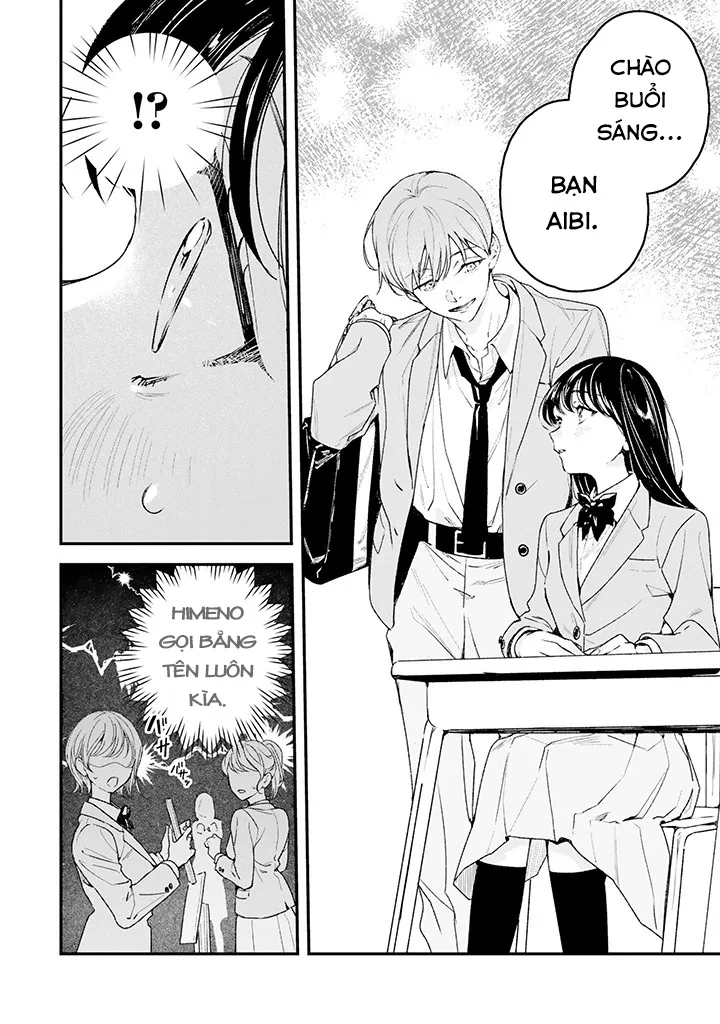 CHÀO
BUỔI
SÁNG...
BẠN
AIBI.
!?
HIMENO
GỌI BẰNG
TÊN LUÔN
KÌA.